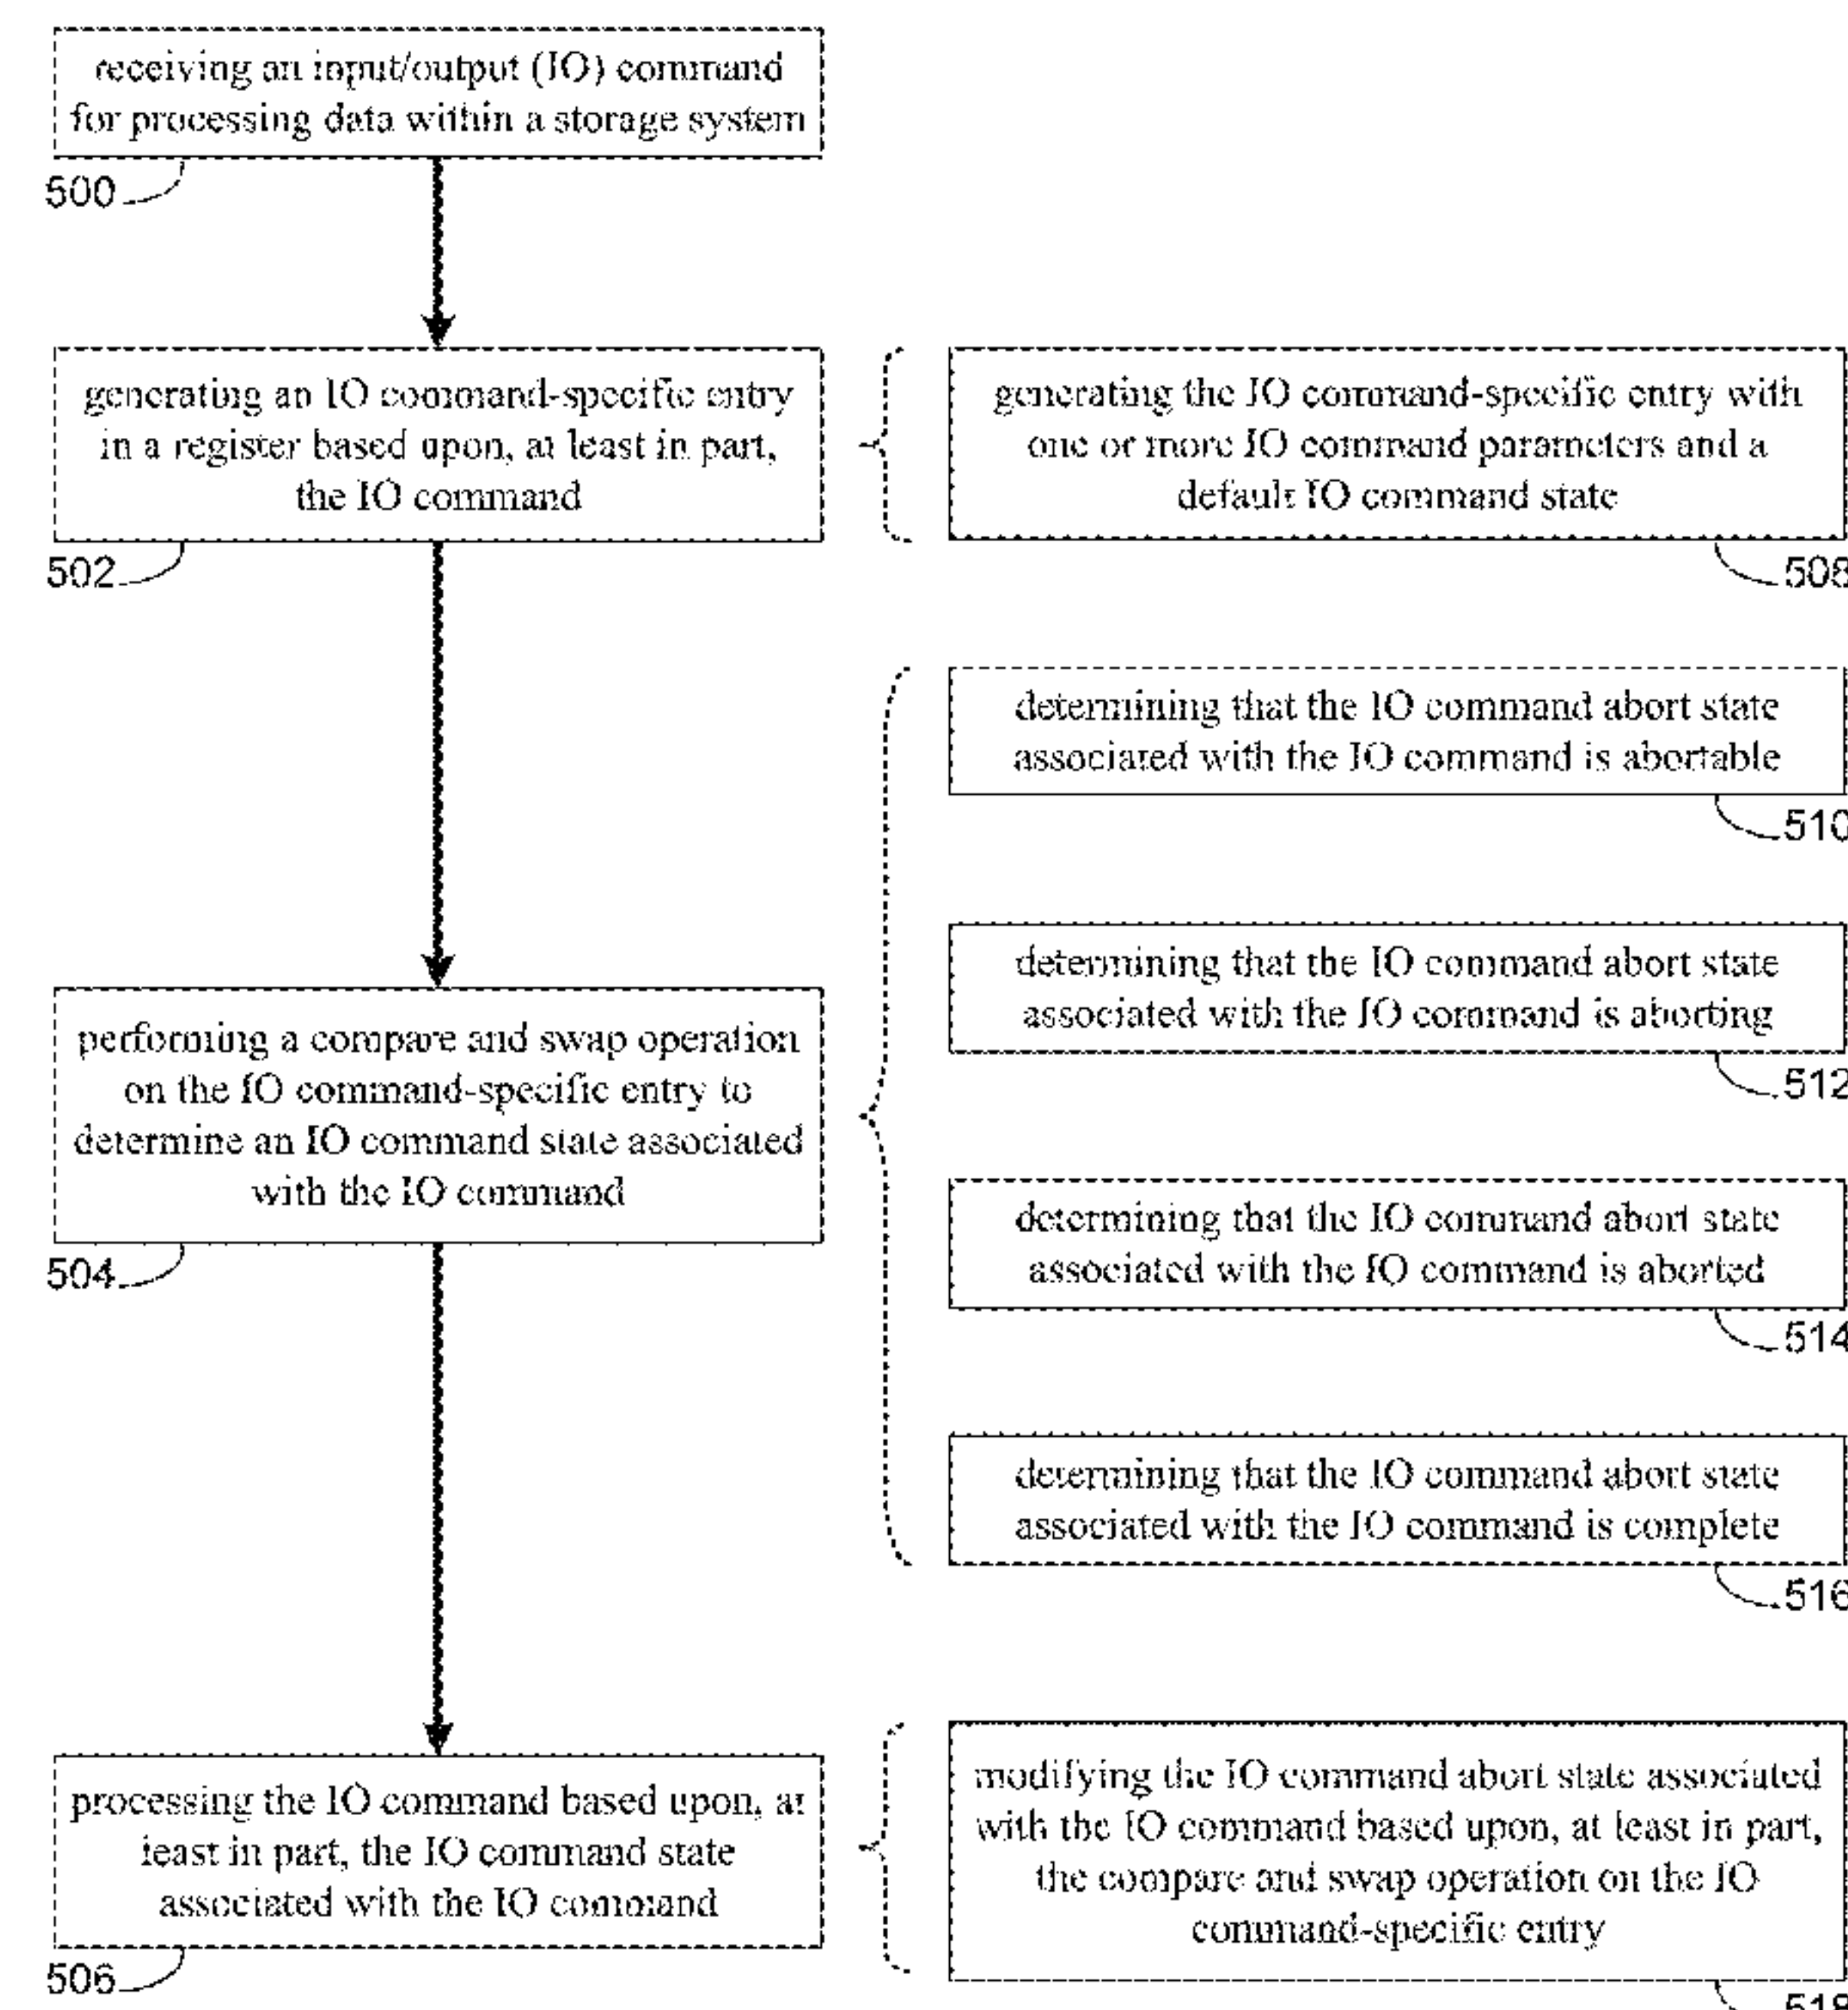 receiving an input/output (IO) command
for processing data within a storage system
500
generating an IO command-specific entry
in a register based upon, at least in part,
the IO command
502
generating the IO command-specific entry with
one or more IO command parameters and a
default IO command state
508
determining that the IO command abort state
associated with the IO command is abortable
510
determining that the IO command abort state
associated with the IO command is aborting
512
performing a compare and swap operation
on the IO command-specific entry to
determine an IO command state associated
with the IO command
504
determining that the IO command abort state
associated with the IO command is aborted
514
determining that the IO command abort state
associated with the IO command is complete
516
processing the IO command based upon, at
least in part, the IO command state
associated with the IO command
506
modifying the IO command abort state associated
with the IO command based upon, at least in part,
the compare and swap operation on the IO
command-specific entry
518